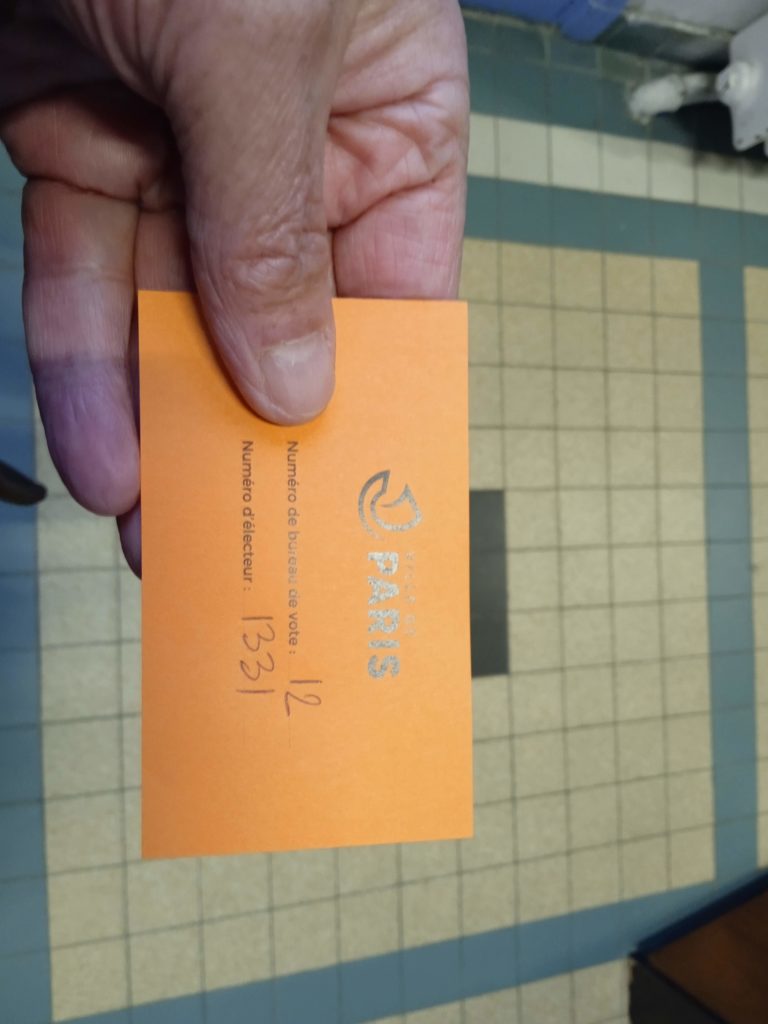 VILLE DE
PARIS
Numéro de bureau de vote : 12
Numéro d'électeur : 1331